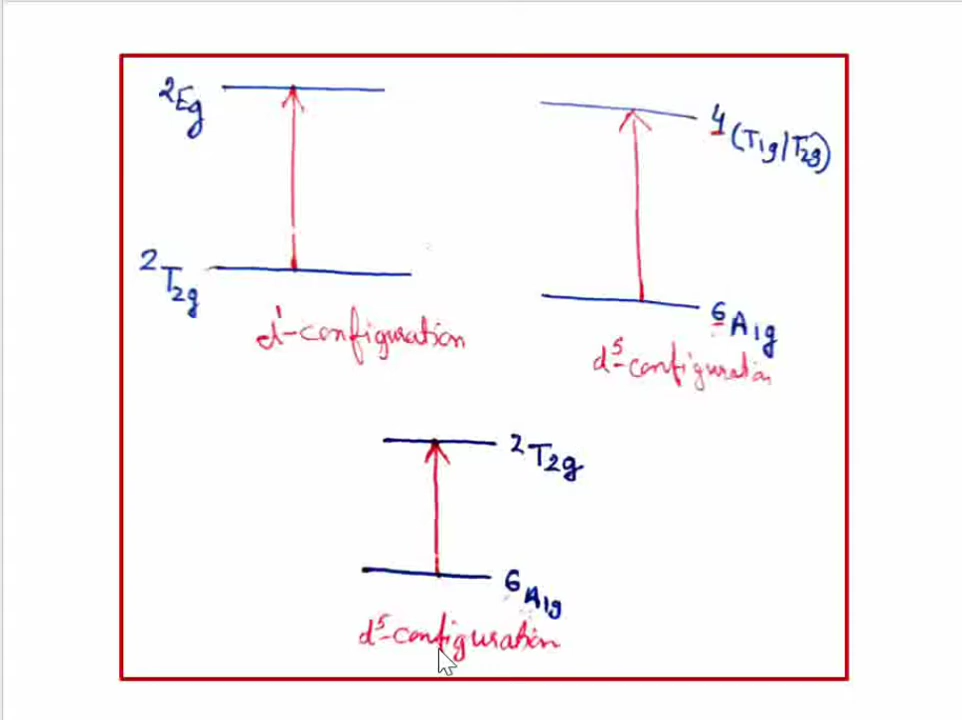 2Eg
4(T1g/T2g)
2T2g
6A1g
d1-configuration
d5-configuration
2T2g
6A1g
d5-configuration